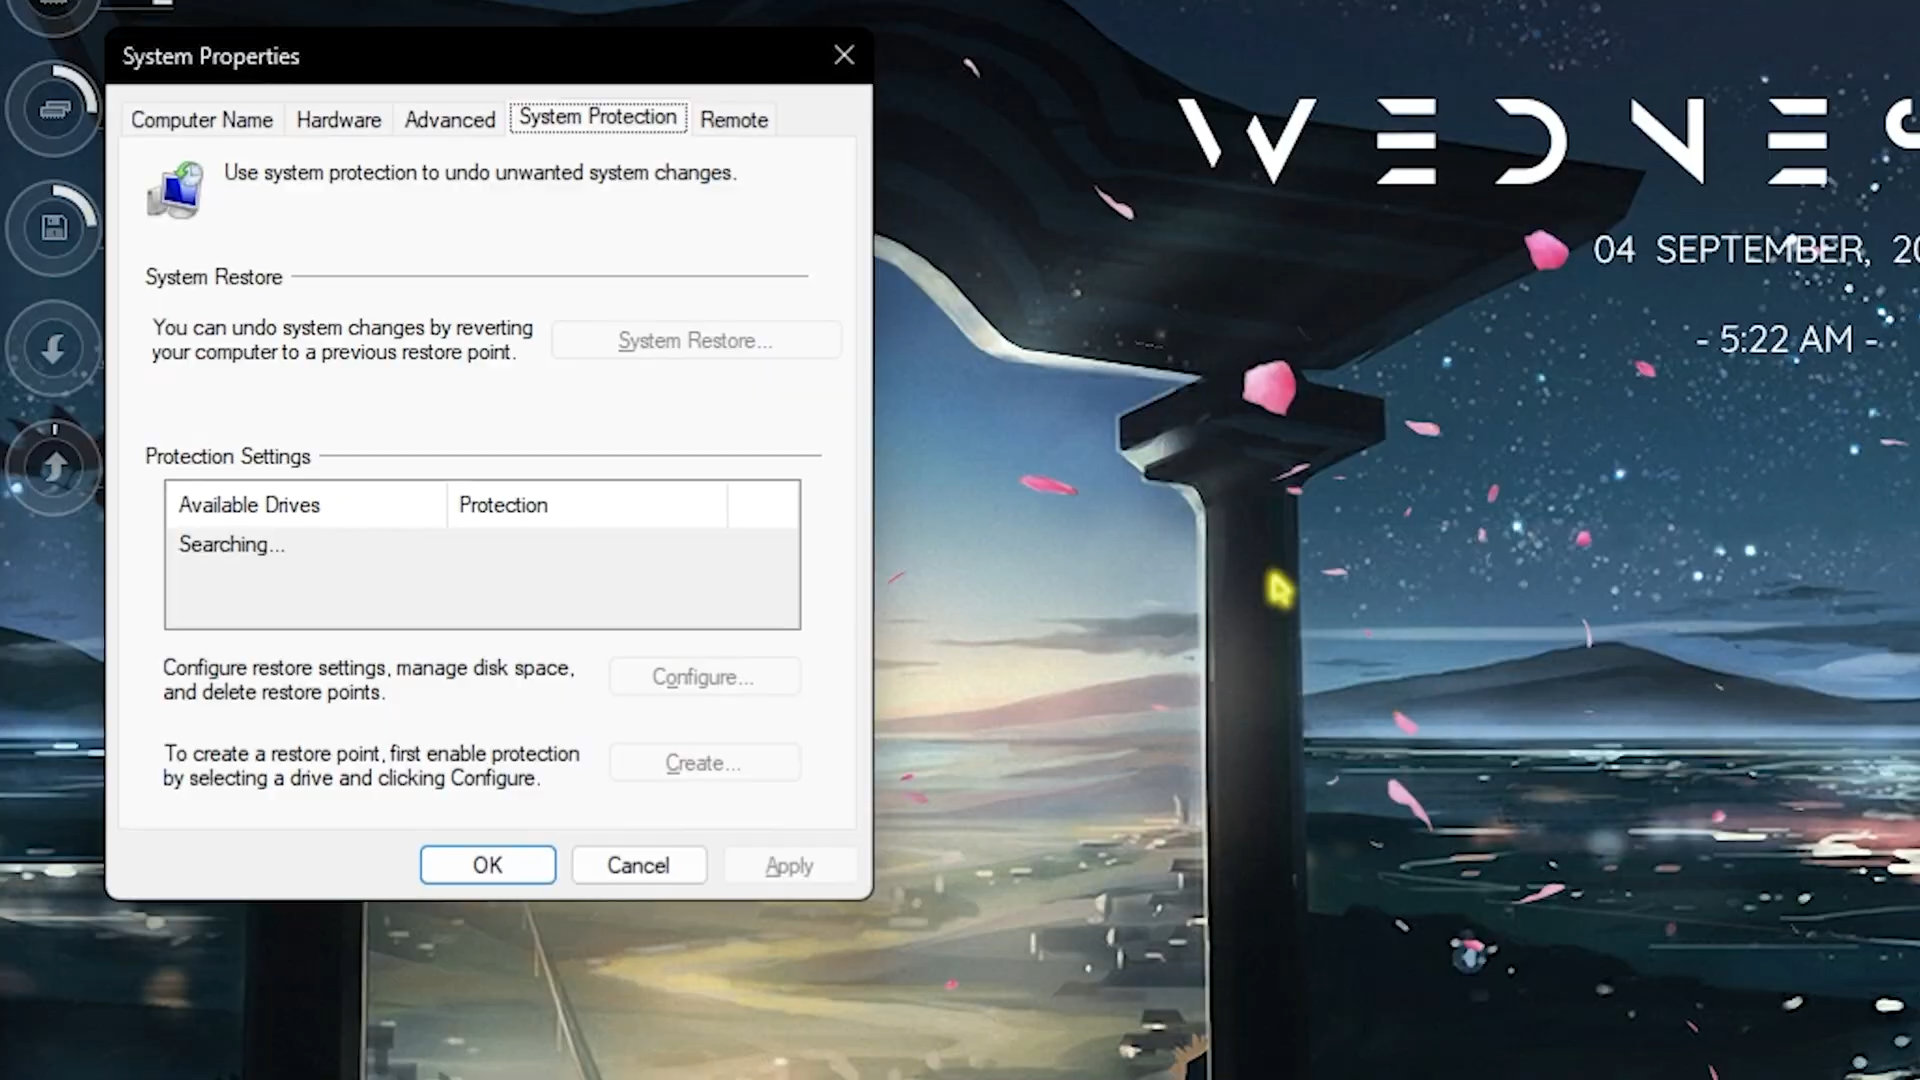 System Properties
Computer Name
Hardware
Advanced
System Protection
Remote
Use system protection to undo unwanted system changes.
System Restore
You can undo system changes by reverting
your computer to a previous restore point.
System Restore...
Protection Settings
Available Drives
Protection
Searching...
Configure restore settings, manage disk space,
and delete restore points.
Configure...
To create a restore point, first enable protection
by selecting a drive and clicking Configure.
Create...
OK
Cancel
Apply
WEDNES
04 SEPTEMBER, 20
- 5:22 AM -